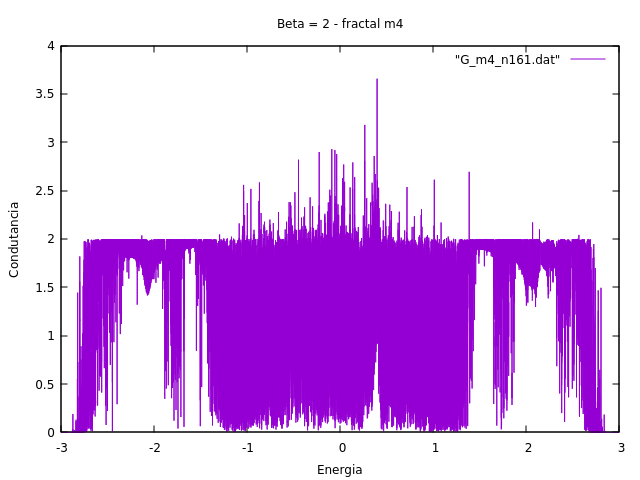 Beta = 2 - fractal m4
"G_m4_n161.dat"
4
3.5
3
2.5
2
1.5
1
0.5
0
Condutancia
-3 -2 -1 0 1 2 3
Energia